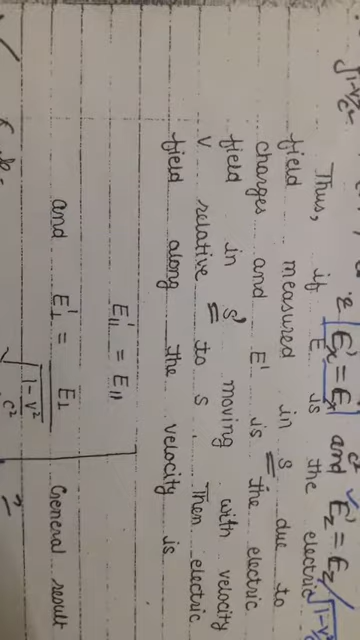 √1-v²/c²
E'x = Ex and E'z = Ez/√1-v²
Thus, if E is the electric
field measured in S due to
charges and E' is the electric
field in S' moving with velocity
v relative to S. Then electric
field along the velocity is
E'∥ = E∥
and E'⊥ = E⊥/√1-v²/c² General result